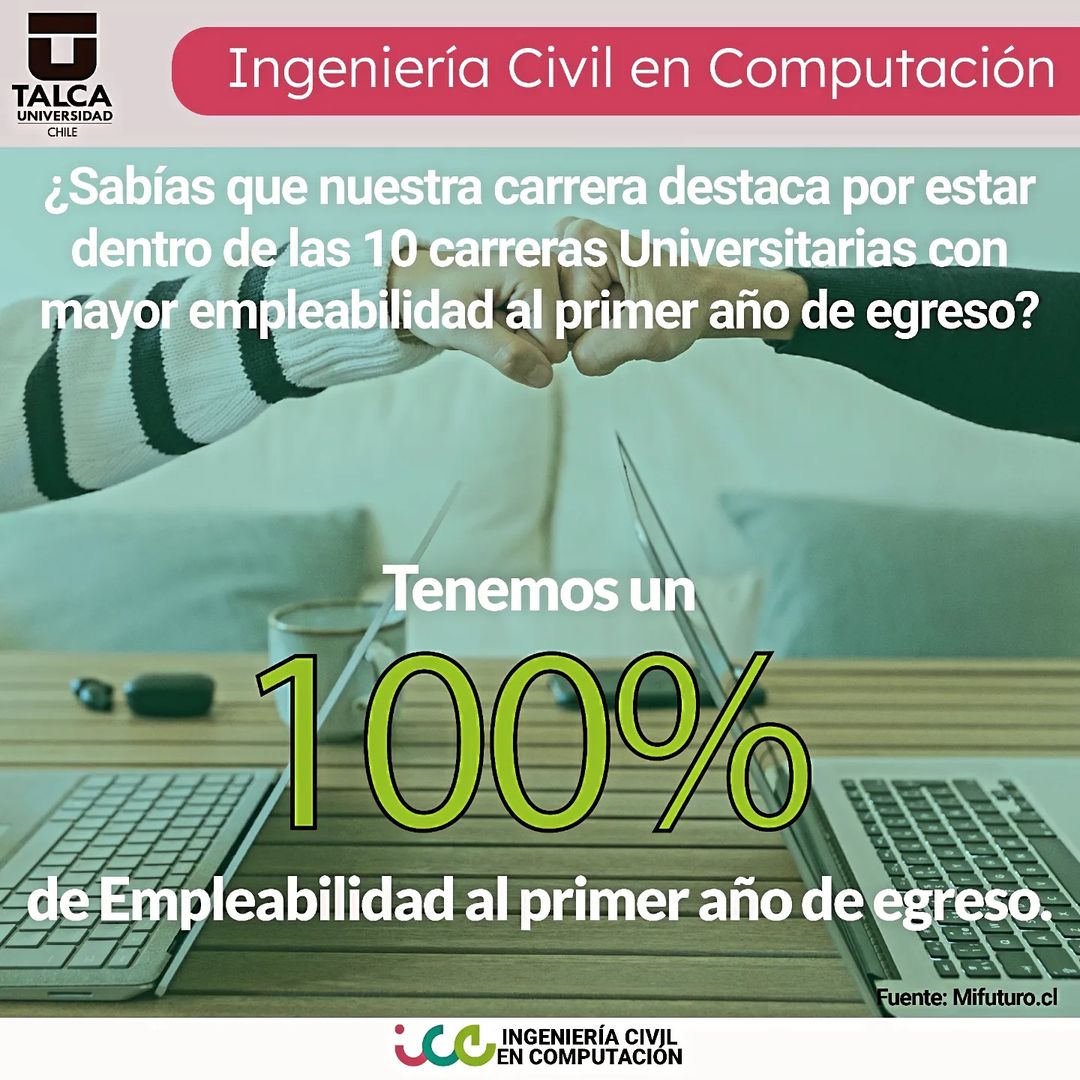 TALCA
UNIVERSIDAD
CHILE
Ingeniería Civil en Computación
¿Sabías que nuestra carrera destaca por estar
dentro de las 10 carreras Universitarias con
mayor empleabilidad al primer año de egreso?
Tenemos un
100%
de Empleabilidad al primer año de egreso.
Fuente: Mifuturo.cl
ice INGENIERÍA CIVIL
EN COMPUTACIÓN